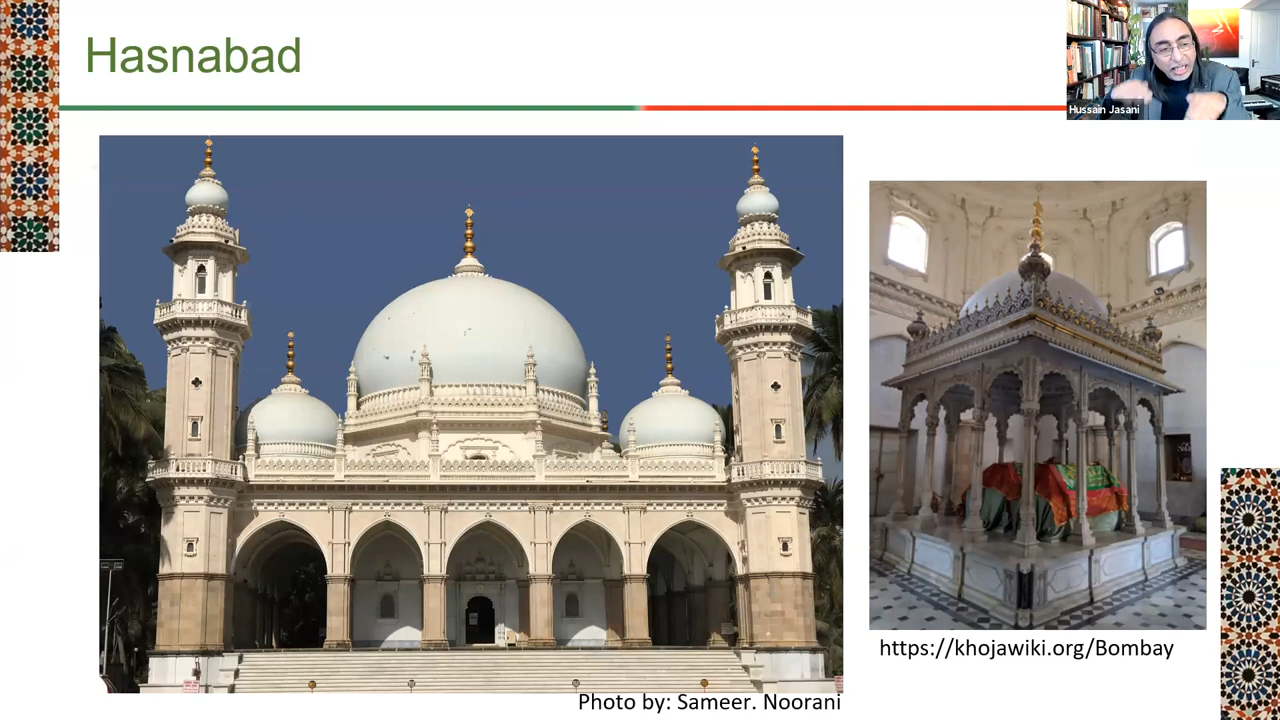 Hasnabad
Hussain Jasani
https://khojawiki.org/Bombay
Photo by: Sameer. Noorani